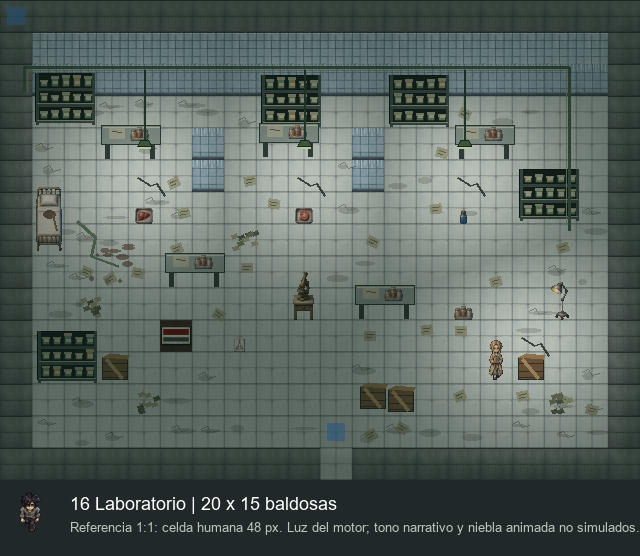 16 Laboratorio | 20 x 15 baldosas
Referencia 1:1: celda humana 48 px. Luz del motor; tono narrativo y niebla animada no simulados.